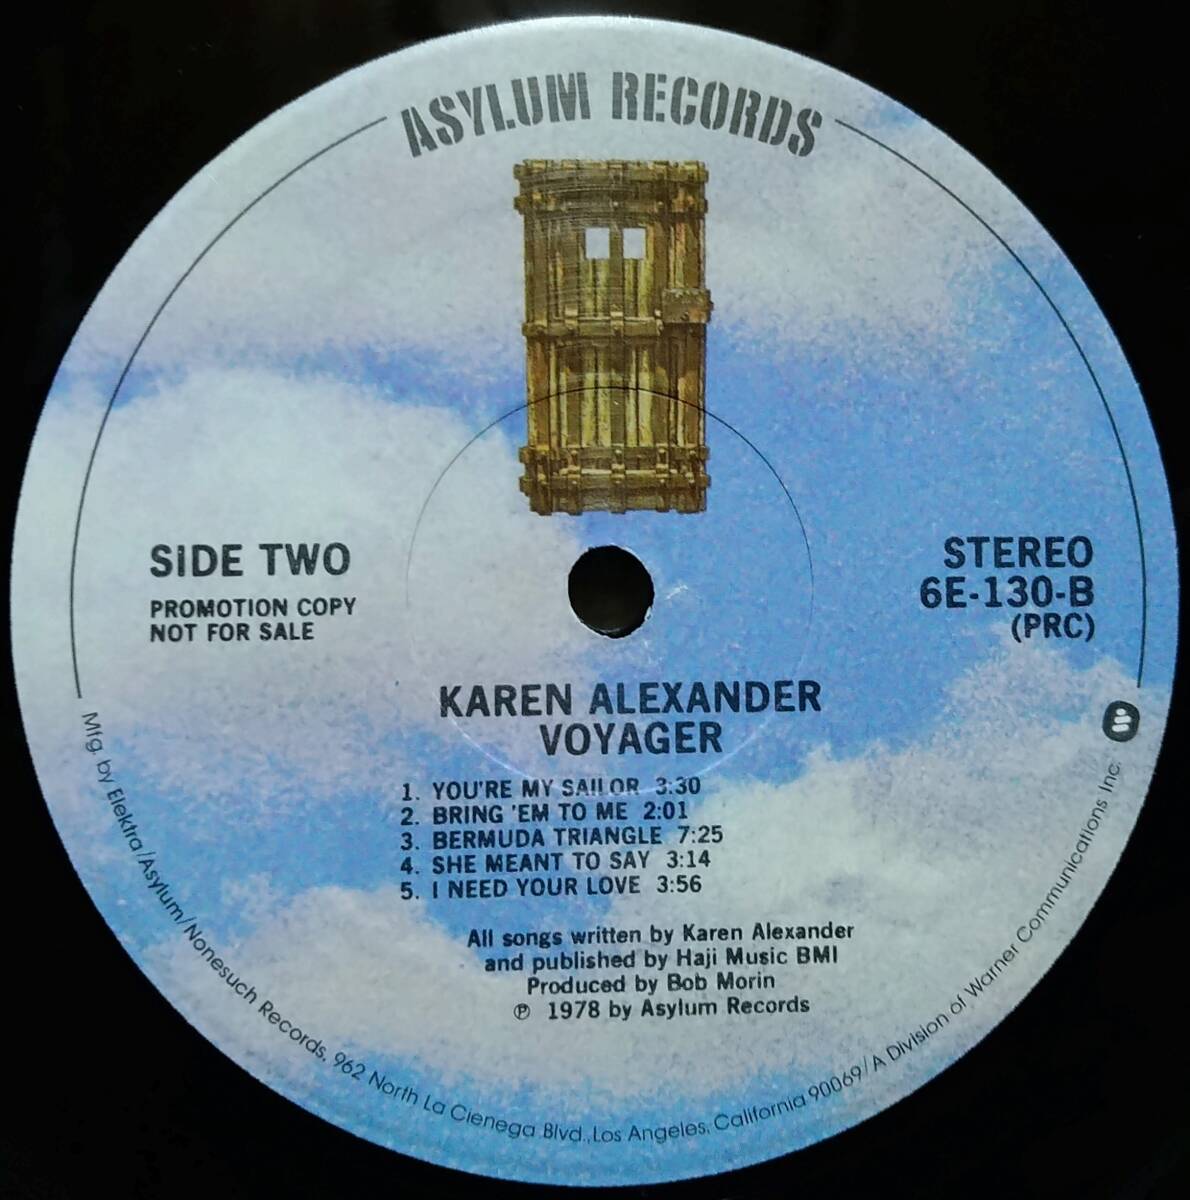 ASYLUM RECORDS
SIDE TWO
PROMOTION COPY
NOT FOR SALE
STEREO
6E-130-B
(PRC)
KAREN ALEXANDER
VOYAGER
1. YOU'RE MY SAILOR 3:30
2. BRING 'EM TO ME 2:01
3. BERMUDA TRIANGLE 7:25
4. SHE MEANT TO SAY 3:14
5. I NEED YOUR LOVE 3:56
All songs written by Karen Alexander
and published by Haji Music BMI
Produced by Bob Morin
℗ 1978 by Asylum Records
Mfg. by Elektra/Asylum/Nonesuch Records, 962 North La Cienega Blvd., Los Angeles, California 90069/A Division of Warner Communications Inc.